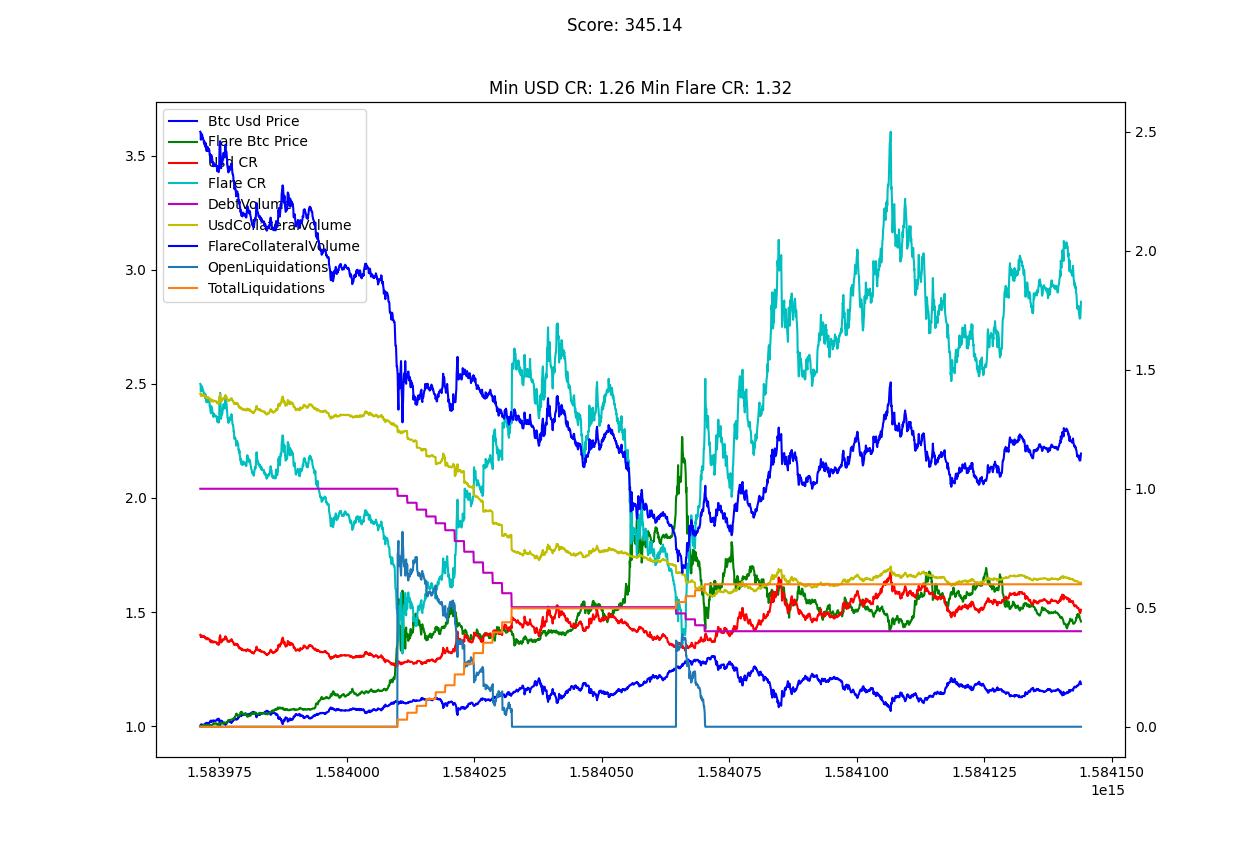 Score: 345.14
Min USD CR: 1.26 Min Flare CR: 1.32
Btc Usd Price
Flare Btc Price
Usd CR
Flare CR
DebtVolume
UsdCollateralVolume
FlareCollateralVolume
OpenLiquidations
TotalLiquidations
3.5
3.0
2.5
2.0
1.5
1.0
2.5
2.0
1.5
1.0
0.5
0.0
1.583975 1.584000 1.584025 1.584050 1.584075 1.584100 1.584125 1.584150
1e15